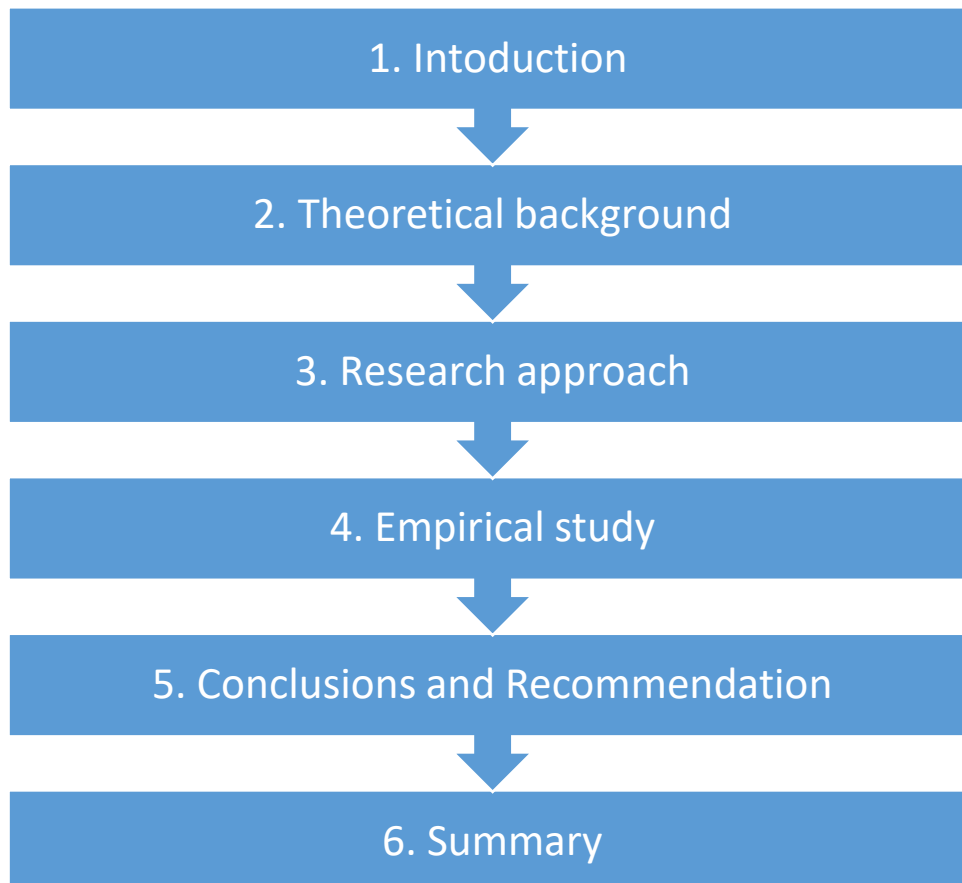 1. Intoduction
2. Theoretical background
3. Research approach
4. Empirical study
5. Conclusions and Recommendation
6. Summary